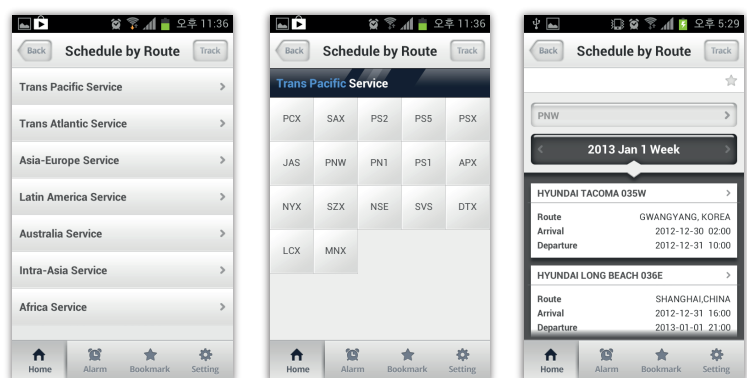 오후 11:36
Back Schedule by Route Track
Trans Pacific Service
Trans Atlantic Service
Asia-Europe Service
Latin America Service
Australia Service
Intra-Asia Service
Africa Service
Home Alarm Bookmark Setting
오후 11:36
Back Schedule by Route Track
Trans Pacific Service
PCX SAX PS2 PS5 PSX
JAS PNW PN1 PS1 APX
NYX SZX NSE SVS DTX
LCX MNX
Home Alarm Bookmark Setting
오후 5:29
Back Schedule by Route Track
PNW
2013 Jan 1 Week
HYUNDAI TACOMA 035W
Route GWANGYANG, KOREA
Arrival 2012-12-30 02:00
Departure 2012-12-31 10:00
HYUNDAI LONG BEACH 036E
Route SHANGHAI,CHINA
Arrival 2012-12-31 16:00
Departure 2013-01-01 21:00
Home Alarm Bookmark Setting